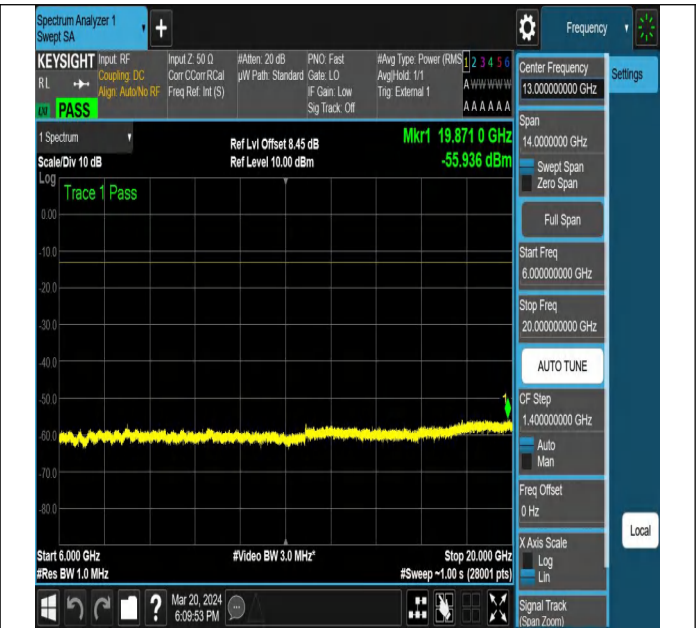 Spectrum Analyzer 1
Swept SA
+
Frequency
KEYSIGHT
Input: RF
Coupling: DC
Align: Auto/No RF
Input Z: 50 Ω
Corr CCorr RCal
Freq Ref: Int (S)
#Atten: 20 dB
µW Path: Standard
PNO: Fast
Gate: LO
IF Gain: Low
Sig Track: Off
#Avg Type: Power (RMS
Avg|Hold: 1/1
Trig: External 1
1 2 3 4 5 6
A W W W W W
A A A A A A
RL
PASS
1 Spectrum
Scale/Div 10 dB
Ref Lvl Offset 8.45 dB
Ref Level 10.00 dBm
Mkr1 19.871 0 GHz
-55.936 dBm
Log
Trace 1 Pass
0.00
-10.0
-20.0
-30.0
-40.0
-50.0
-60.0
-70.0
-80.0
1
Start 6.000 GHz
#Res BW 1.0 MHz
#Video BW 3.0 MHz*
Stop 20.000 GHz
#Sweep ~1.00 s (28001 pts)
Mar 20, 2024
6:09:53 PM
Center Frequency
13.000000000 GHz
Settings
Span
14.0000000 GHz
Swept Span
Zero Span
Full Span
Start Freq
6.000000000 GHz
Stop Freq
20.000000000 GHz
AUTO TUNE
CF Step
1.400000000 GHz
Auto
Man
Freq Offset
0 Hz
X Axis Scale
Log
Lin
Local
Signal Track
(Span Zoom)